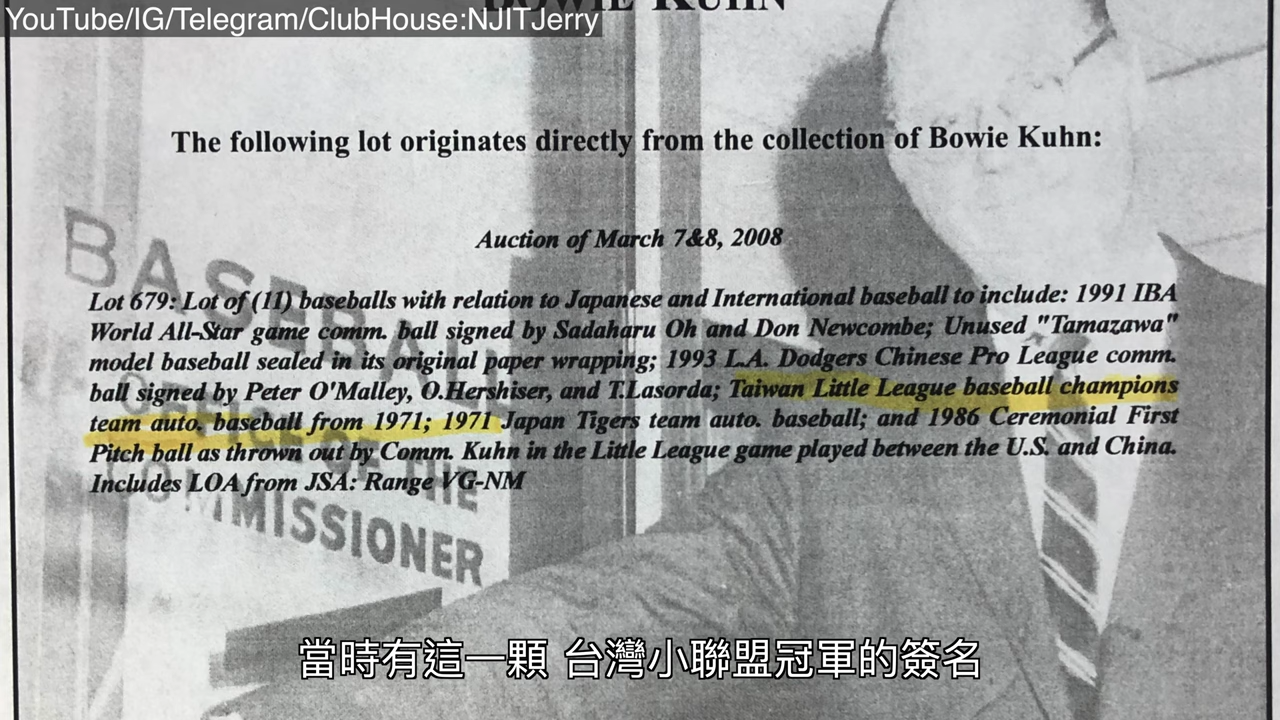 BOWIE KUHN
YouTube/IG/Telegram/ClubHouse:NJITJerry
The following lot originates directly from the collection of Bowie Kuhn:
Auction of March 7&8, 2008
BASEBALL
Lot 679: Lot of (11) baseballs with relation to Japanese and International baseball to include: 1991 IBA
World All-Star game comm. ball signed by Sadaharu Oh and Don Newcombe; Unused "Tamazawa"
model baseball sealed in its original paper wrapping; 1993 L.A. Dodgers Chinese Pro League comm.
ball signed by Peter O'Malley, O.Hershiser, and T.Lasorda; Taiwan Little League baseball champions
team auto. baseball from 1971; 1971 Japan Tigers team auto. baseball; and 1986 Ceremonial First
Pitch ball as thrown out by Comm. Kuhn in the Little League game played between the U.S. and China.
Includes LOA from JSA: Range VG-NM
OFFICE OF THE
COMMISSIONER
當時有這一顆 台灣小聯盟冠軍的簽名